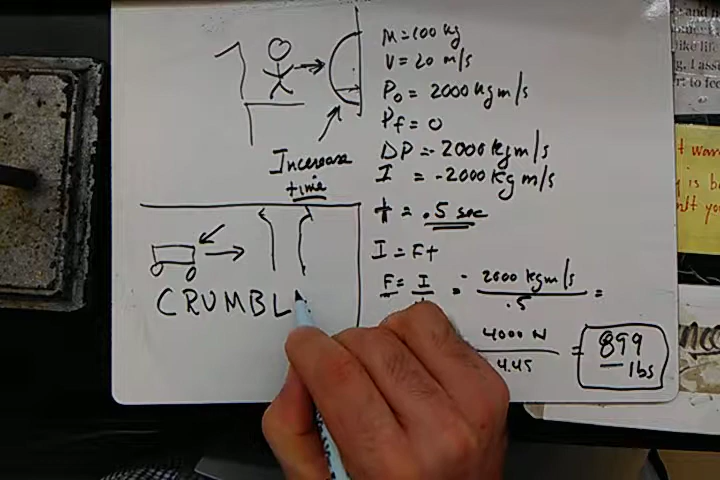 M=100 kg
V=20 m/s
Po = 2000 kg m/s
Pf = 0
ΔP = -2000 kg m/s
I = -2000 kg m/s
t = .5 sec
I = Ft
F = I = - 2000 kg m/s =
.5
4000 N = 899 lbs
4.45
Increase
time
CRUMBL